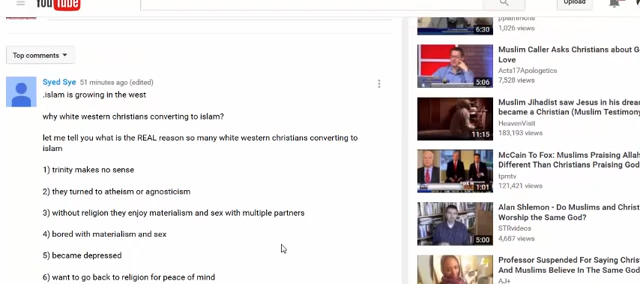 YouTube
Upload
Top comments
Syed Sye 51 minutes ago (edited)
.islam is growing in the west
why white western christians converting to islam?
let me tell you what is the REAL reason so many white western christians converting to
islam
1) trinity makes no sense
2) they turned to atheism or agnosticism
3) without religion they enjoy materialism and sex with multiple partners
4) bored with materialism and sex
5) became depressed
6) want to go back to religion for peace of mind
6:30
1,026 views
Muslim Caller Asks Christians about G
Love
Acts17Apologetics
7,528 views
5:06
Muslim Jihadist saw Jesus in his drea
became a Christian (Muslim Testimony
HeavenVisit
183,193 views
11:15
McCain To Fox: Muslims Praising Allah
Different Than Christians Praising God
tpmtv
121,421 views
1:01
Alan Shlemon - Do Muslims and Christ
Worship the Same God?
STRvideos
4,687 views
5:00
Professor Suspended For Saying Chris
And Muslims Believe In The Same God
AJ+